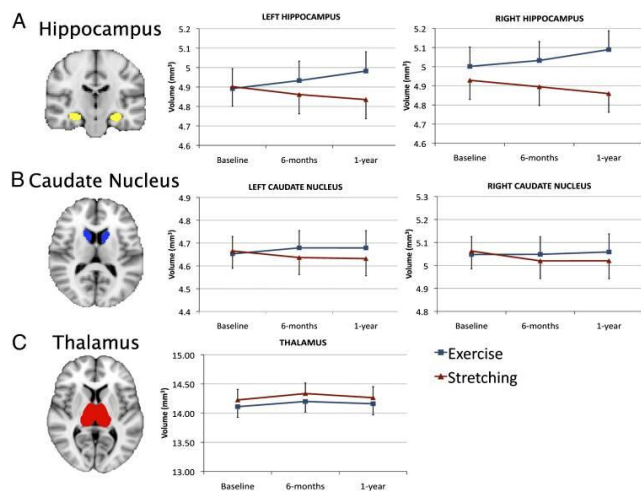 A Hippocampus
LEFT HIPPOCAMPUS
Volume (mm³)
5.2
5.1
5
4.9
4.8
4.7
4.6
Baseline 6-months 1-year
RIGHT HIPPOCAMPUS
Volume (mm³)
5.2
5.1
5
4.9
4.8
4.7
4.6
Baseline 6-months 1-year
B Caudate Nucleus
LEFT CAUDATE NUCLEUS
Volume (mm³)
4.9
4.8
4.7
4.6
4.5
4.4
Baseline 6-months 1-year
RIGHT CAUDATE NUCLEUS
Volume (mm³)
5.3
5.2
5.1
5
4.9
4.8
Baseline 6-months 1-year
C Thalamus
THALAMUS
Volume (mm³)
15.00
14.50
14.00
13.50
13.00
Baseline 6-months 1-year
Exercise
Stretching